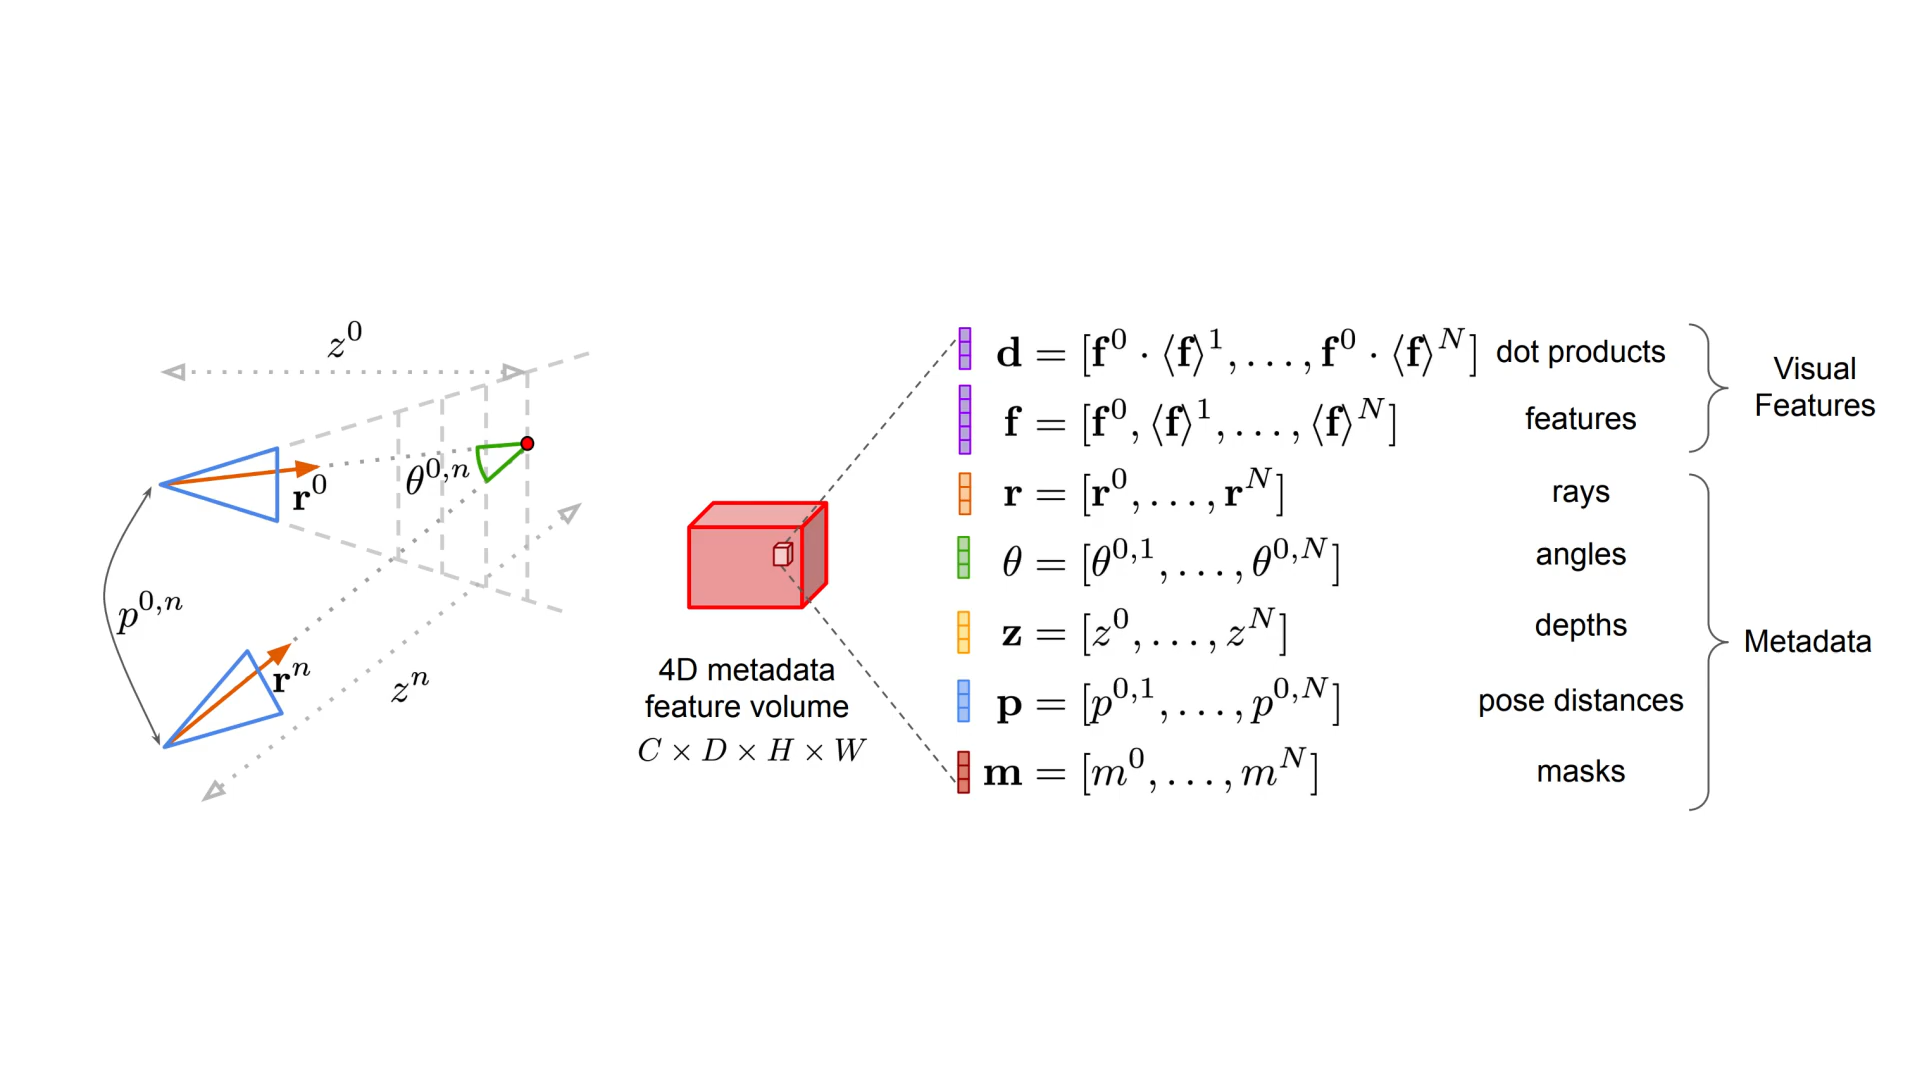 z^0
r^0
θ^{0,n}
p^{0,n}
r^n
z^n
4D metadata
feature volume
C × D × H × W
d = [f^0 · ⟨f⟩^1, . . . , f^0 · ⟨f⟩^N] dot products
f = [f^0, ⟨f⟩^1, . . . , ⟨f⟩^N] features
Visual
Features
r = [r^0, . . . , r^N] rays
θ = [θ^{0,1}, . . . , θ^{0,N}] angles
z = [z^0, . . . , z^N] depths
p = [p^{0,1}, . . . , p^{0,N}] pose distances
m = [m^0, . . . , m^N] masks
Metadata